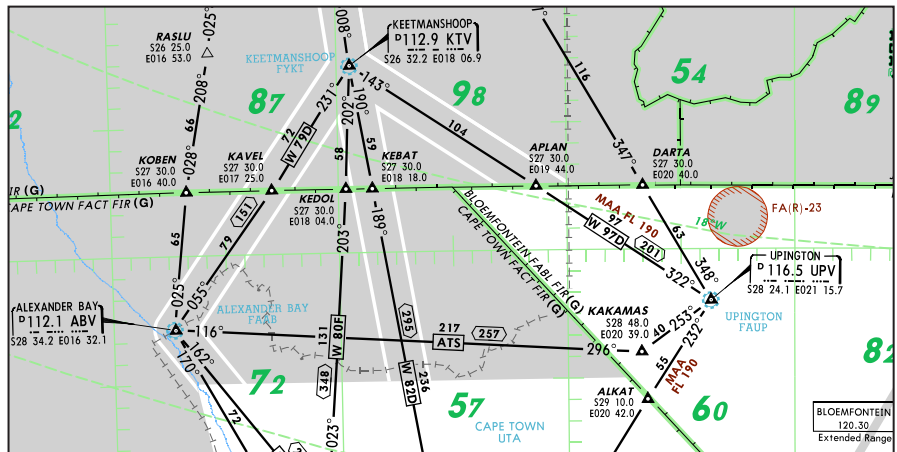 RASLU
S26 25.0
E016 53.0
025°
208°
66
028°
008°
KEETMANSHOOP
D 112.9 KTV
S26 32.2 E018 06.9
KEETMANSHOOP
FYKT
87
231°
72
W 79D
202°
160°
143°
98
104
58
59
116
347°
54
89
2
KOBEN
S27 30.0
E016 40.0
KAVEL
S27 30.0
E017 25.0
KEDOL
S27 30.0
E018 04.0
KEBAT
S27 30.0
E018 18.0
APLAN
S27 30.0
E019 44.0
DARTA
S27 30.0
E020 40.0
IR (G)
CAPE TOWN FACT FIR (G)
BLOEMFONTEIN FABL FIR (G)
CAPE TOWN FACT FIR (G)
MAA FL 190
97
W 97D
201
322°
63
348°
18°W
FA(R)-23
UPINGTON
D 116.5 UPV
S28 24.1 E021 15.7
UPINGTON
FAUP
151
79
65
025°
055°
203°
189°
ALEXANDER BAY
D 112.1 ABV
S28 34.2 E016 32.1
ALEXANDER BAY
FAAB
116°
162°
170°
72
72
131
W 80F
348
023°
295
W 82D
236
217
ATS
257
296°
KAKAMAS
S28 48.0
E020 39.0
40
253°
232°
55
MAA
FL 190
ALKAT
S29 10.0
E020 42.0
57
60
82
CAPE TOWN
UTA
BLOEMFONTEIN
120.30
Extended Range